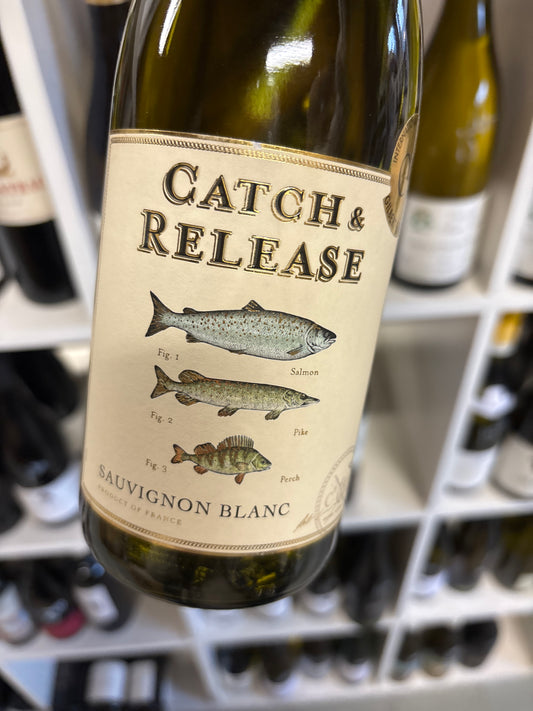 CATCH &
RELEASE
Fig. 1
Salmon
Fig. 2
Pike
Fig. 3
Perch
SAUVIGNON BLANC
PRODUCT OF FRANCE